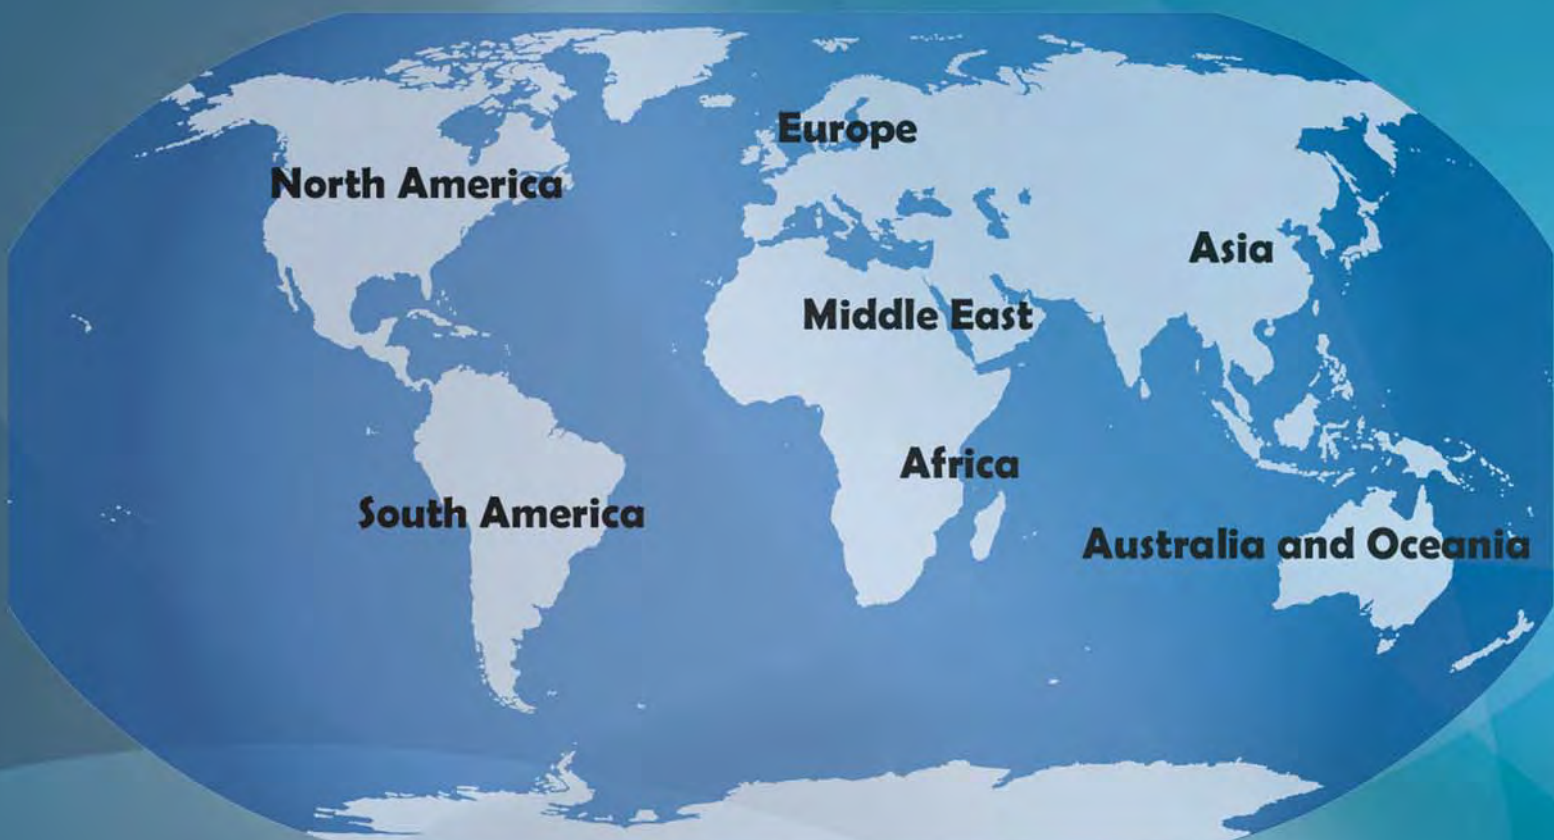 Europe
North America
Asia
Middle East
Africa
South America
Australia and Oceania